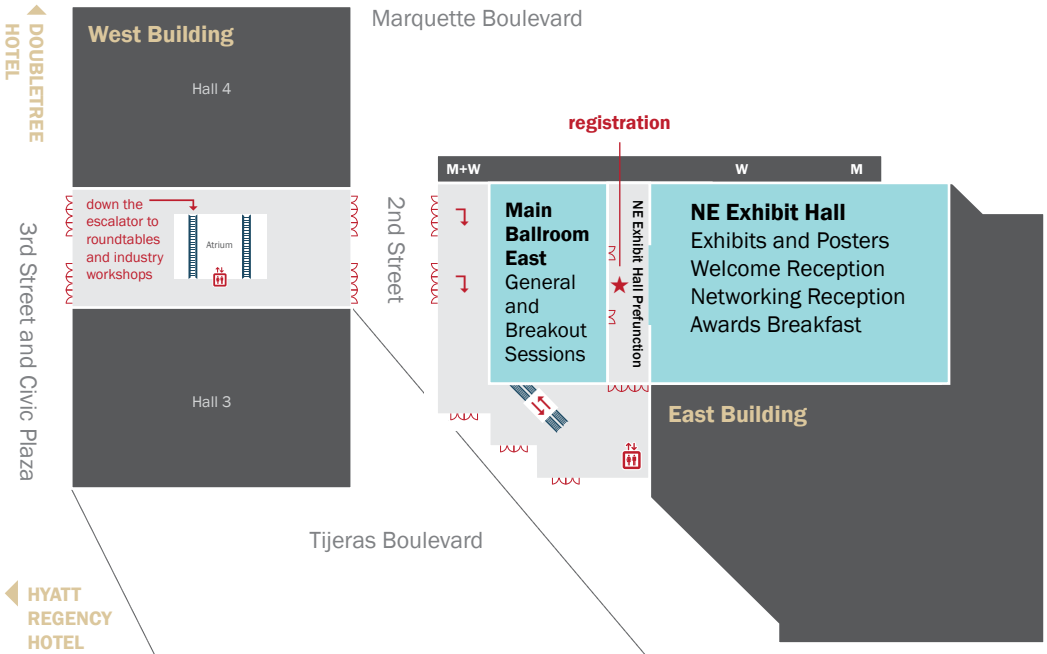 Marquette Boulevard
DOUBLETREE
HOTEL
West Building
Hall 4
registration
M+W
W
M
down the
escalator to
roundtables
and industry
workshops
Atrium
3rd Street and Civic Plaza
2nd Street
Main
Ballroom
East
General
and
Breakout
Sessions
NE Exhibit Hall Prefunction
NE Exhibit Hall
Exhibits and Posters
Welcome Reception
Networking Reception
Awards Breakfast
Hall 3
East Building
Tijeras Boulevard
HYATT
REGENCY
HOTEL